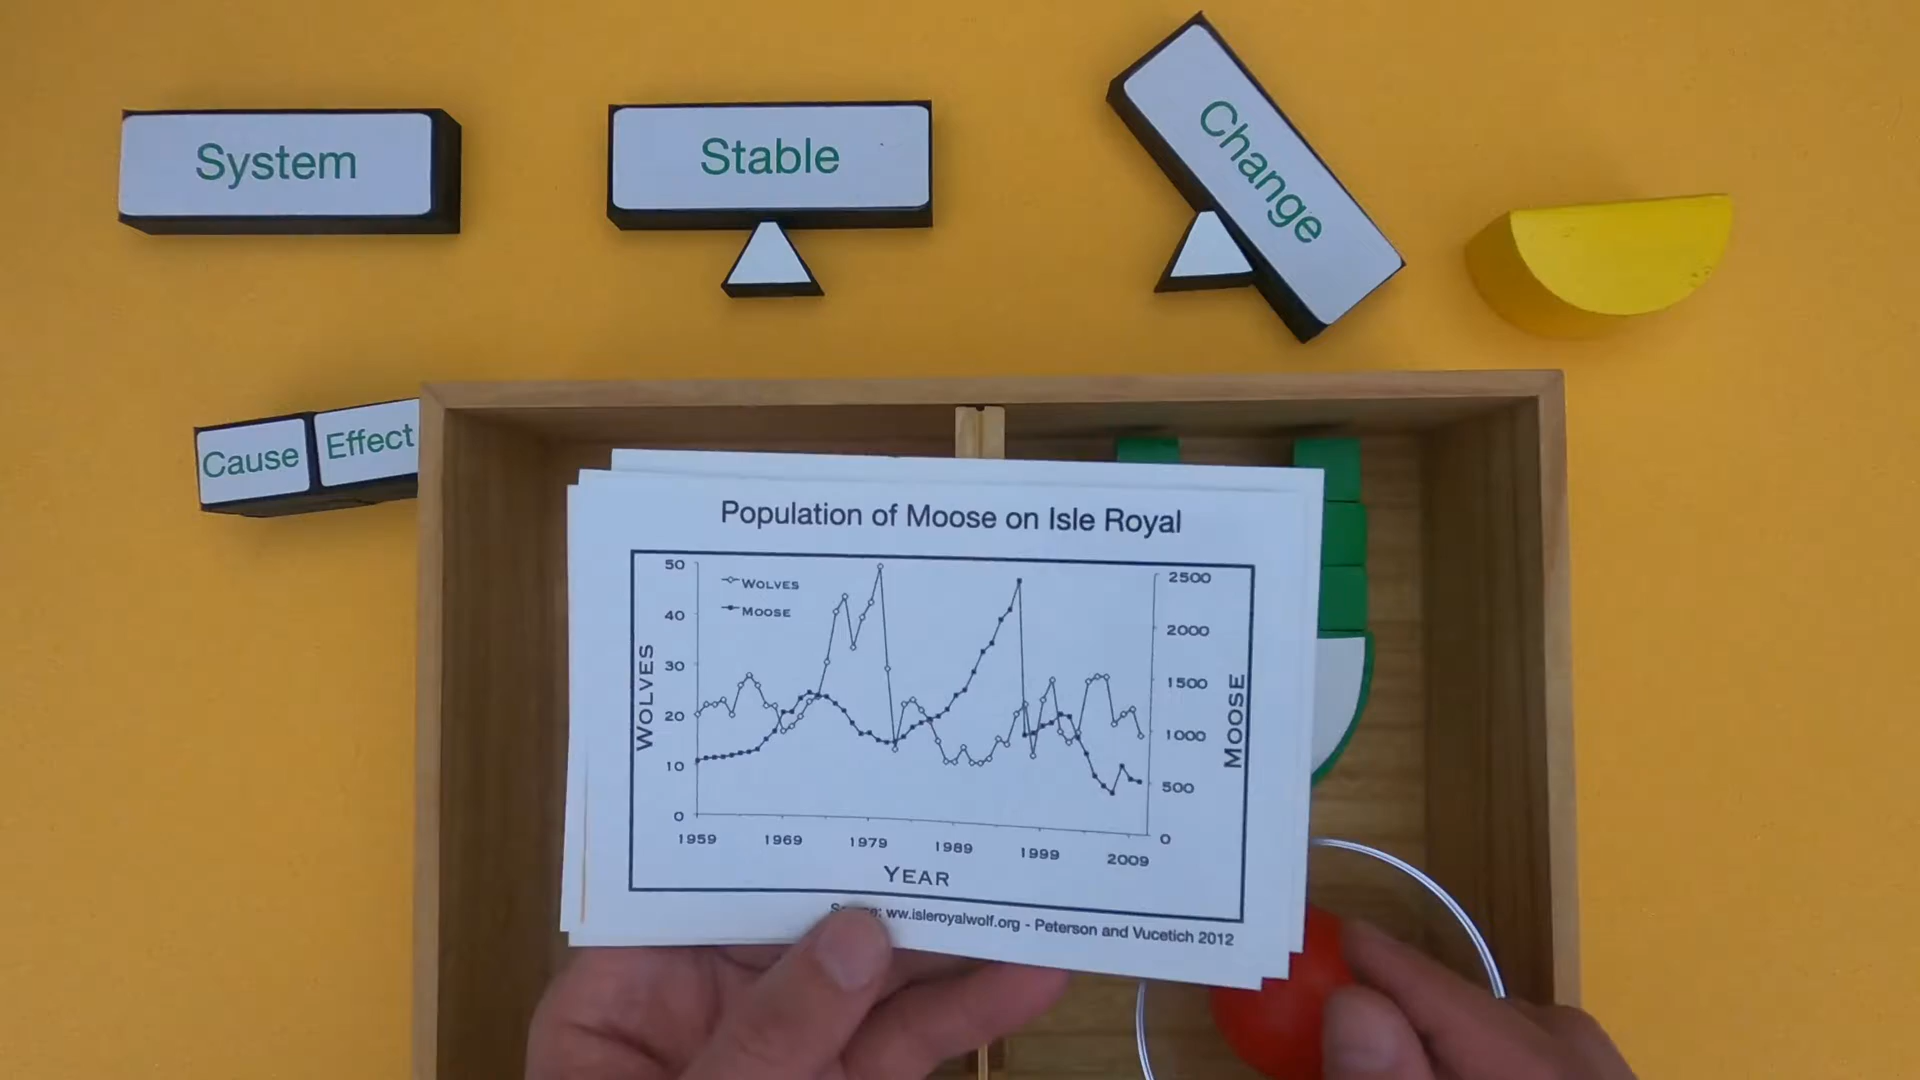 System
Stable
Change
Cause
Effect
Population of Moose on Isle Royal
50
40
30
20
10
0
WOLVES
WOLVES
MOOSE
2500
2000
1500
1000
500
0
MOOSE
1959 1969 1979 1989 1999 2009
YEAR
ww.isleroyalwolf.org - Peterson and Vucetich 2012